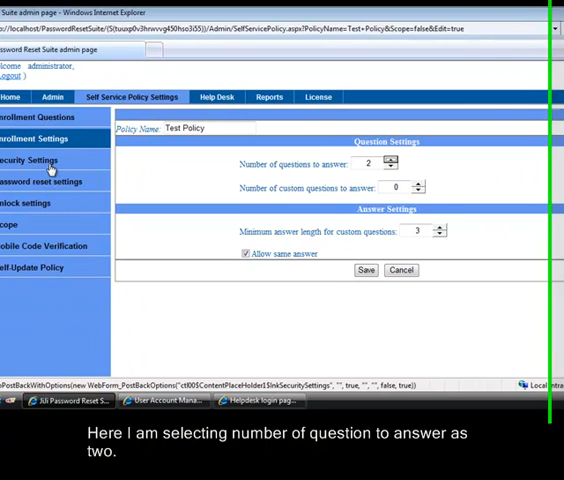 Suite admin page - Windows Internet Explorer
p://localhost/PasswordResetSuite/(S(tuuxp0v3hrwvvg450hso3i55))/Admin/SelfServicePolicy.aspx?PolicyName=Test+Policy&Scope=false&Edit=true
ssword Reset Suite admin page
lcome administrator,
Logout )
Home Admin Self Service Policy Settings Help Desk Reports License
nrollment Questions
Policy Name: Test Policy
nrollment Settings
Question Settings
ecurity Settings
Number of questions to answer: 2
assword reset settings
Number of custom questions to answer: 0
nlock settings
Answer Settings
cope
Minimum answer length for custom questions: 3
obile Code Verification
Allow same answer
elf-Update Policy
Save Cancel
oPostBackWithOptions(new WebForm_PostBackOptions("ctl00$ContentPlaceHolder1$lnkSecuritySettings", "", true, "", "", false, true))
Local intra
JiJi Password Reset S... User Account Mana... Helpdesk login pag...
Here I am selecting number of question to answer as
two.